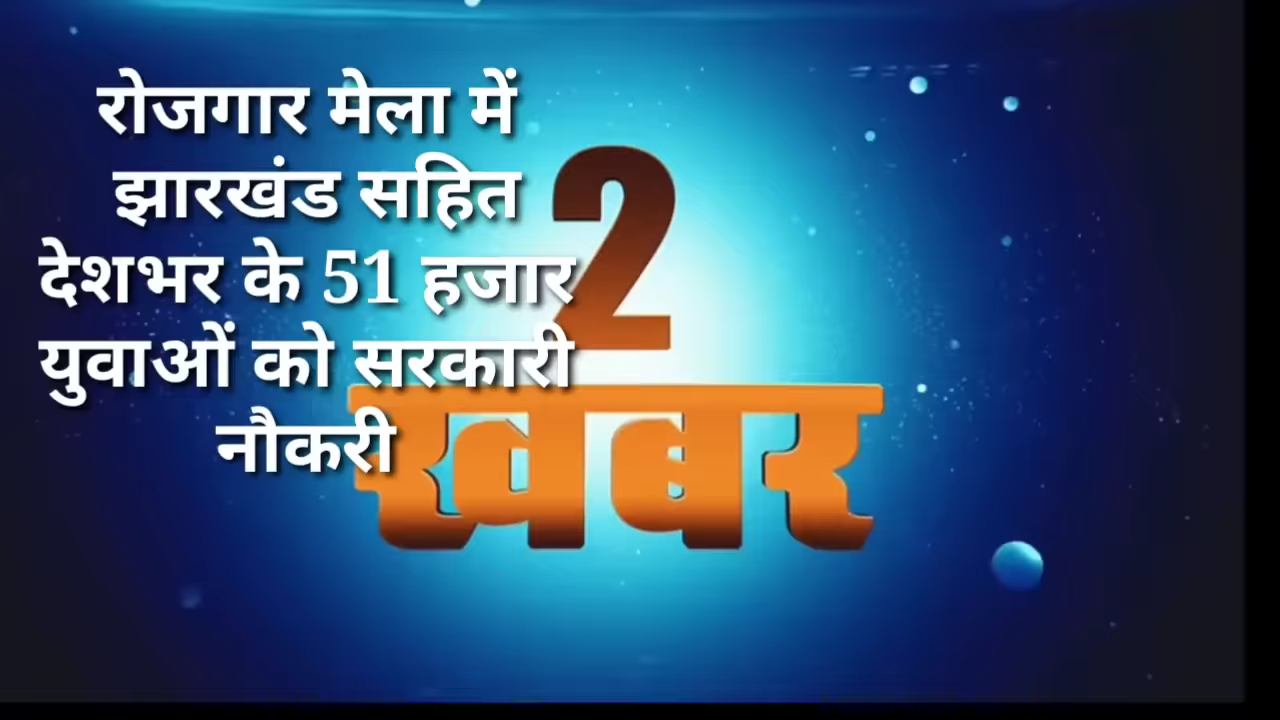 रोजगार मेला में
झारखंड सहित
देशभर के 51 हजार
युवाओं को सरकारी
नौकरी
2
खबर